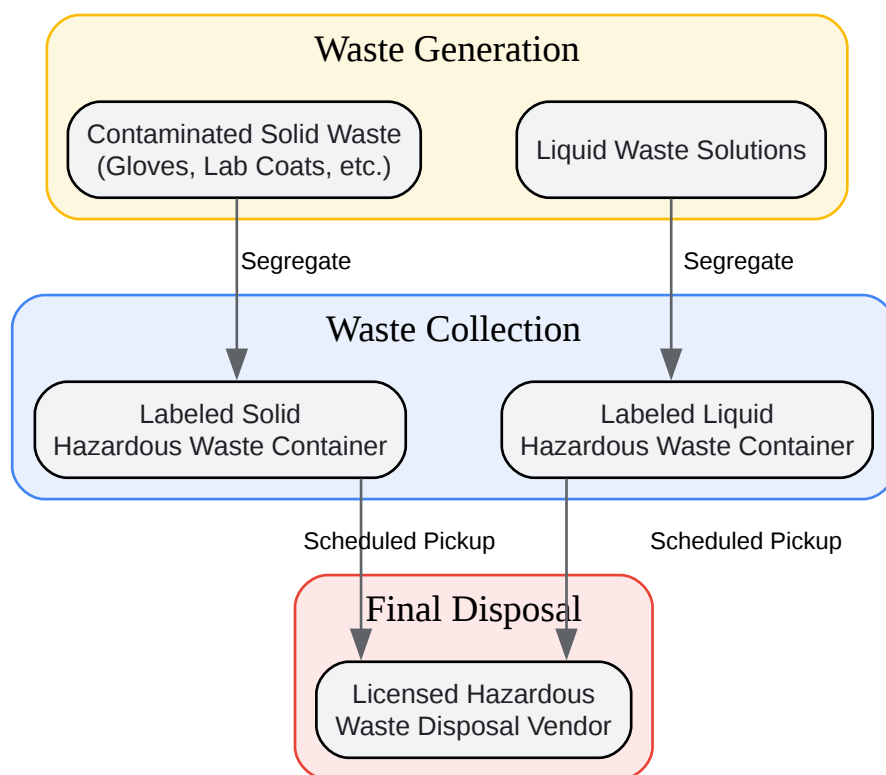 Waste Generation
Contaminated Solid Waste
(Gloves, Lab Coats, etc.)
Liquid Waste Solutions
Segregate
Segregate
Waste Collection
Labeled Solid
Hazardous Waste Container
Labeled Liquid
Hazardous Waste Container
Scheduled Pickup
Scheduled Pickup
Final Disposal
Licensed Hazardous
Waste Disposal Vendor